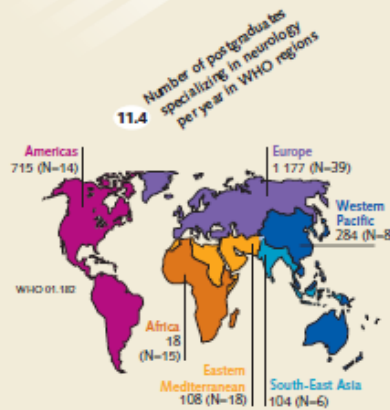 11.4
Number of postgraduates
specializing in neurology
per year in WHO regions
Americas
715 (N=14)
Europe
1 177 (N=39)
Western
Pacific
284 (N=8
WHO 01.182
Africa
18
(N=15)
Eastern
Mediterranean
108 (N=18)
South-East Asia
104 (N=6)